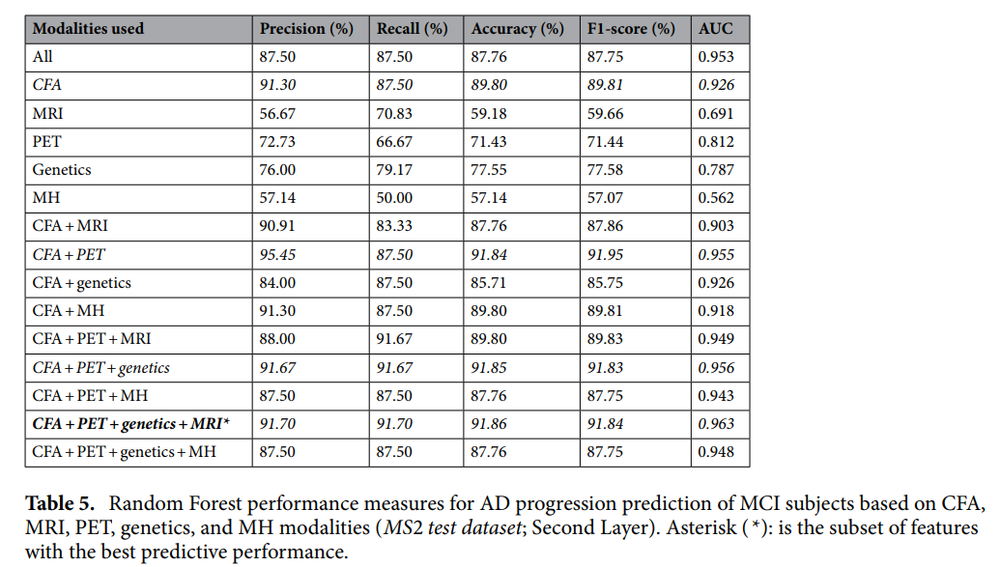 Modalities used Precision (%) Recall (%) Accuracy (%) F1-score (%) AUC
All 87.50 87.50 87.76 87.75 0.953
CFA 91.30 87.50 89.80 89.81 0.926
MRI 56.67 70.83 59.18 59.66 0.691
PET 72.73 66.67 71.43 71.44 0.812
Genetics 76.00 79.17 77.55 77.58 0.787
MH 57.14 50.00 57.14 57.07 0.562
CFA + MRI 90.91 83.33 87.76 87.86 0.903
CFA + PET 95.45 87.50 91.84 91.95 0.955
CFA + genetics 84.00 87.50 85.71 85.75 0.926
CFA + MH 91.30 87.50 89.80 89.81 0.918
CFA + PET + MRI 88.00 91.67 89.80 89.83 0.949
CFA + PET + genetics 91.67 91.67 91.85 91.83 0.956
CFA + PET + MH 87.50 87.50 87.76 87.75 0.943
CFA + PET + genetics + MRI* 91.70 91.70 91.86 91.84 0.963
CFA + PET + genetics + MH 87.50 87.50 87.76 87.75 0.948
Table 5. Random Forest performance measures for AD progression prediction of MCI subjects based on CFA,
MRI, PET, genetics, and MH modalities (MS2 test dataset; Second Layer). Asterisk (*): is the subset of features
with the best predictive performance.